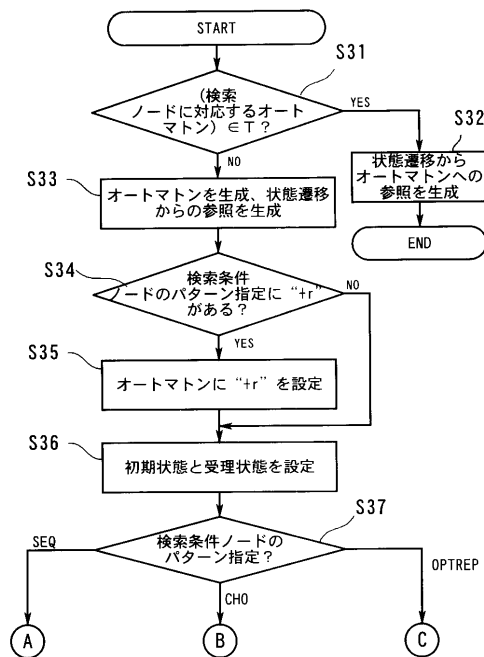 START
S31
(検索
ノードに対応するオート
マトン) ∈T?
YES
S32
NO
状態遷移から
オートマトンへの
参照を生成
S33
オートマトンを生成、状態遷移
からの参照を生成
END
S34
検索条件
ードのパターン指定に“+r”
がある?
NO
YES
S35
オートマトンに“+r”を設定
S36
初期状態と受理状態を設定
S37
検索条件ノードの
パターン指定?
SEQ
OPTREP
CHO
A
B
C